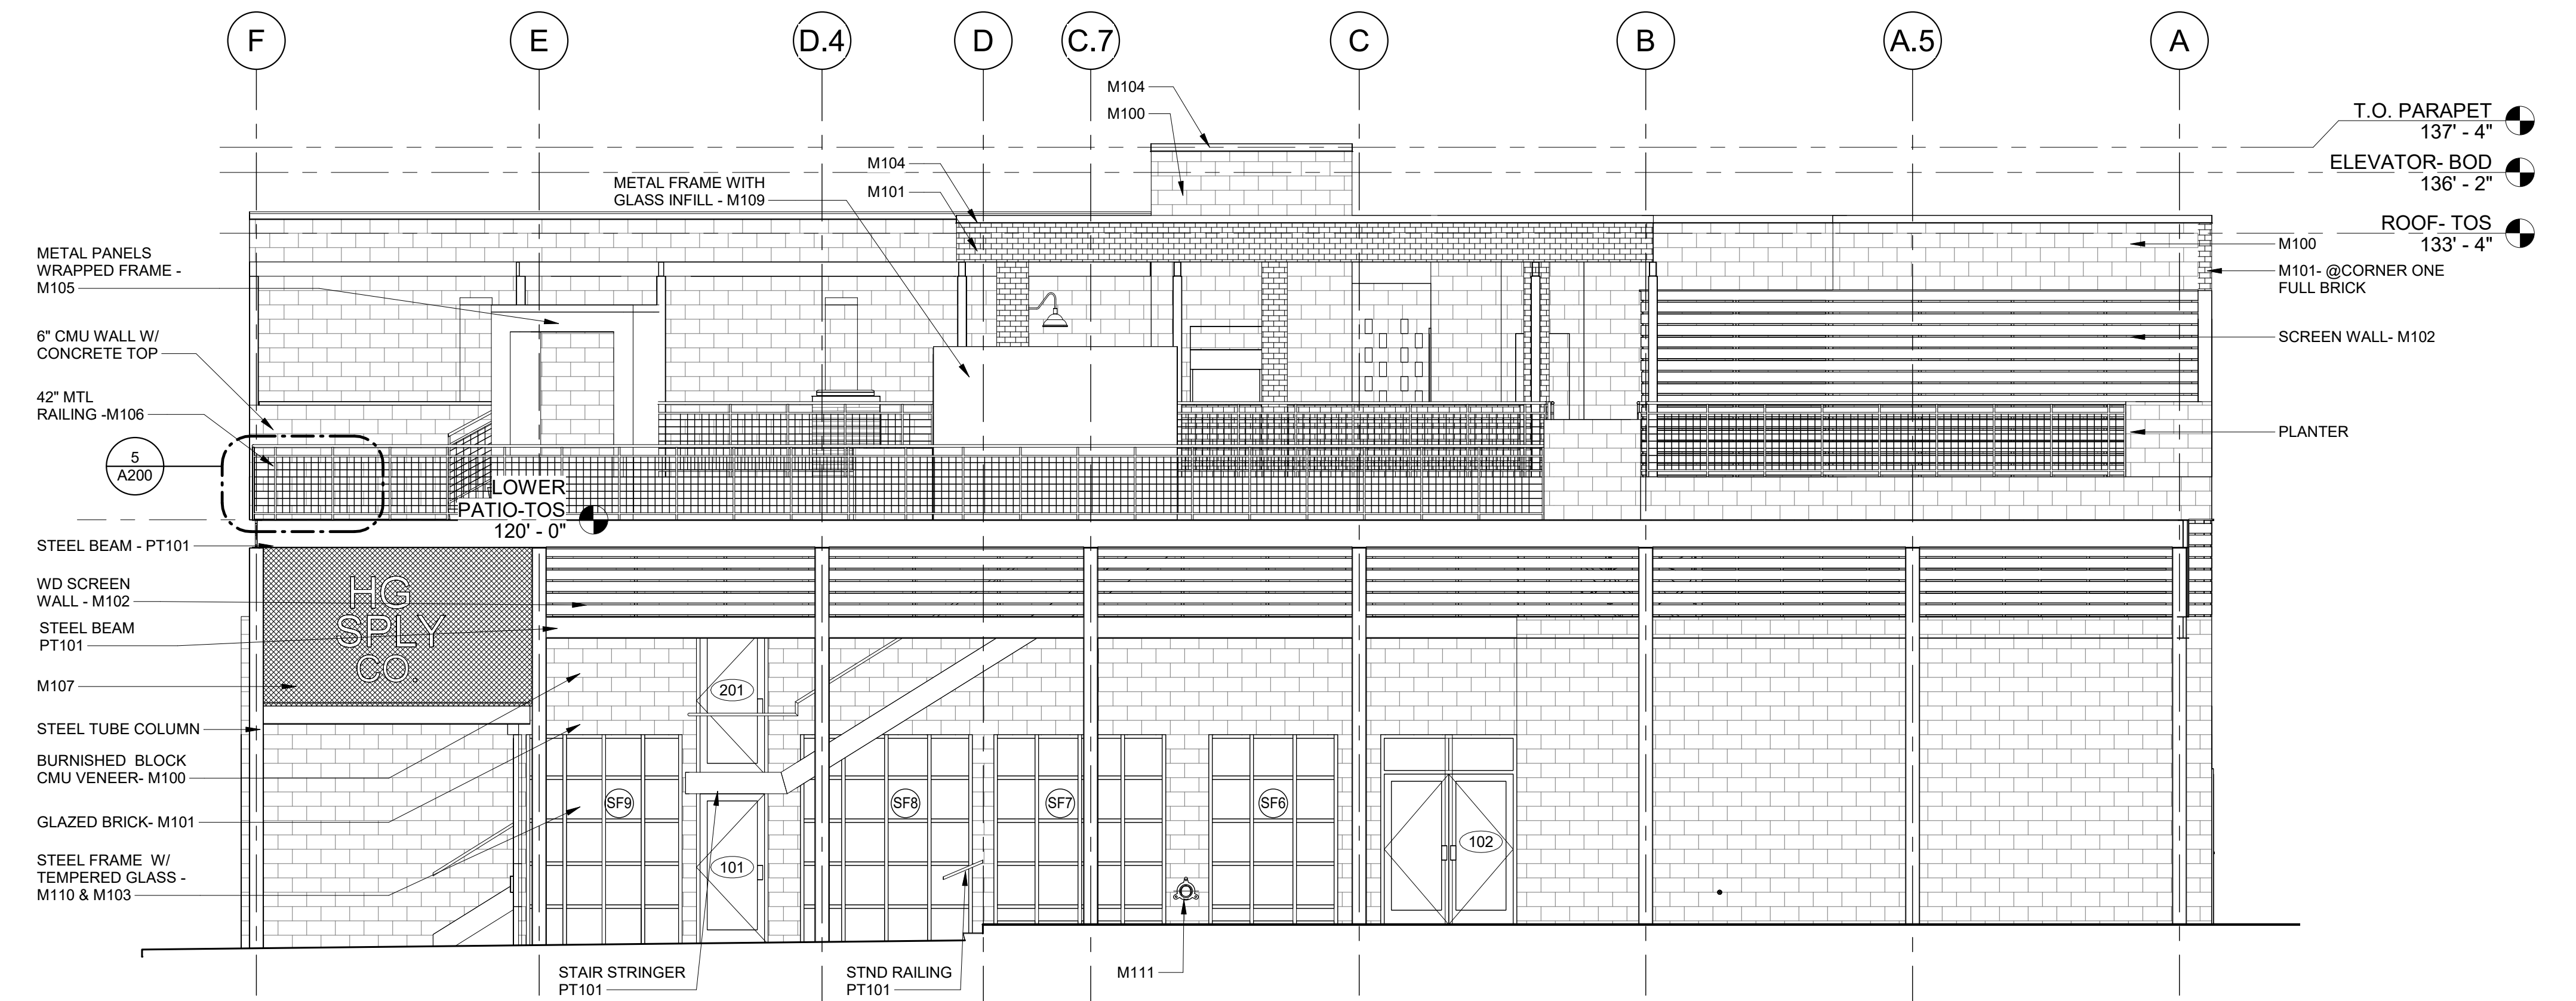 F
E
D.4
D
C.7
C
B
A.5
A
M104
M100
T.O. PARAPET
137' - 4"
ELEVATOR- BOD
136' - 2"
ROOF- TOS
133' - 4"
M104
M101
METAL FRAME WITH
GLASS INFILL - M109
METAL PANELS
WRAPPED FRAME -
M105
6" CMU WALL W/
CONCRETE TOP
42" MTL
RAILING -M106
5
A200
M100
M101- @CORNER ONE
FULL BRICK
SCREEN WALL- M102
PLANTER
LOWER
PATIO-TOS
120' - 0"
STEEL BEAM - PT101
WD SCREEN
WALL - M102
STEEL BEAM
PT101
M107
STEEL TUBE COLUMN
BURNISHED BLOCK
CMU VENEER- M100
GLAZED BRICK- M101
STEEL FRAME W/
TEMPERED GLASS -
M110 & M103
HG
SPLY
CO.
201
101
SF9
SF8
SF7
SF6
102
STAIR STRINGER
PT101
STND RAILING
PT101
M111